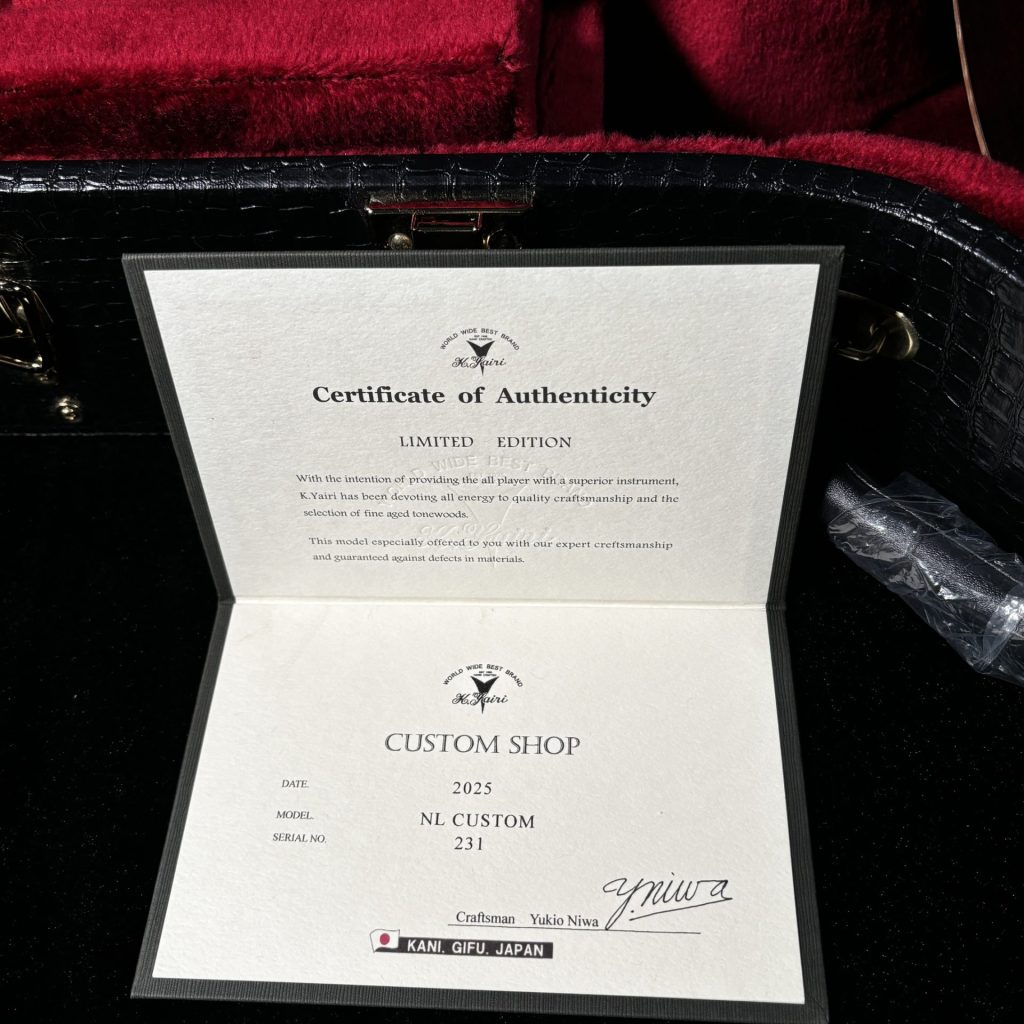 WORLD WIDE BEST BRAND
K.Yairi
Certificate of Authenticity
LIMITED EDITION
With the intention of providing the all player with a superior instrument,
K.Yairi has been devoting all energy to quality craftsmanship and the
selection of fine aged tonewoods.
This model especially offered to you with our expert creftsmanship
and guaranteed against defects in materials.
WORLD WIDE BEST BRAND
K.Yairi
CUSTOM SHOP
DATE. 2025
MODEL. NL CUSTOM
SERIAL NO. 231
y.niwa
Craftsman Yukio Niwa
KANI. GIFU. JAPAN